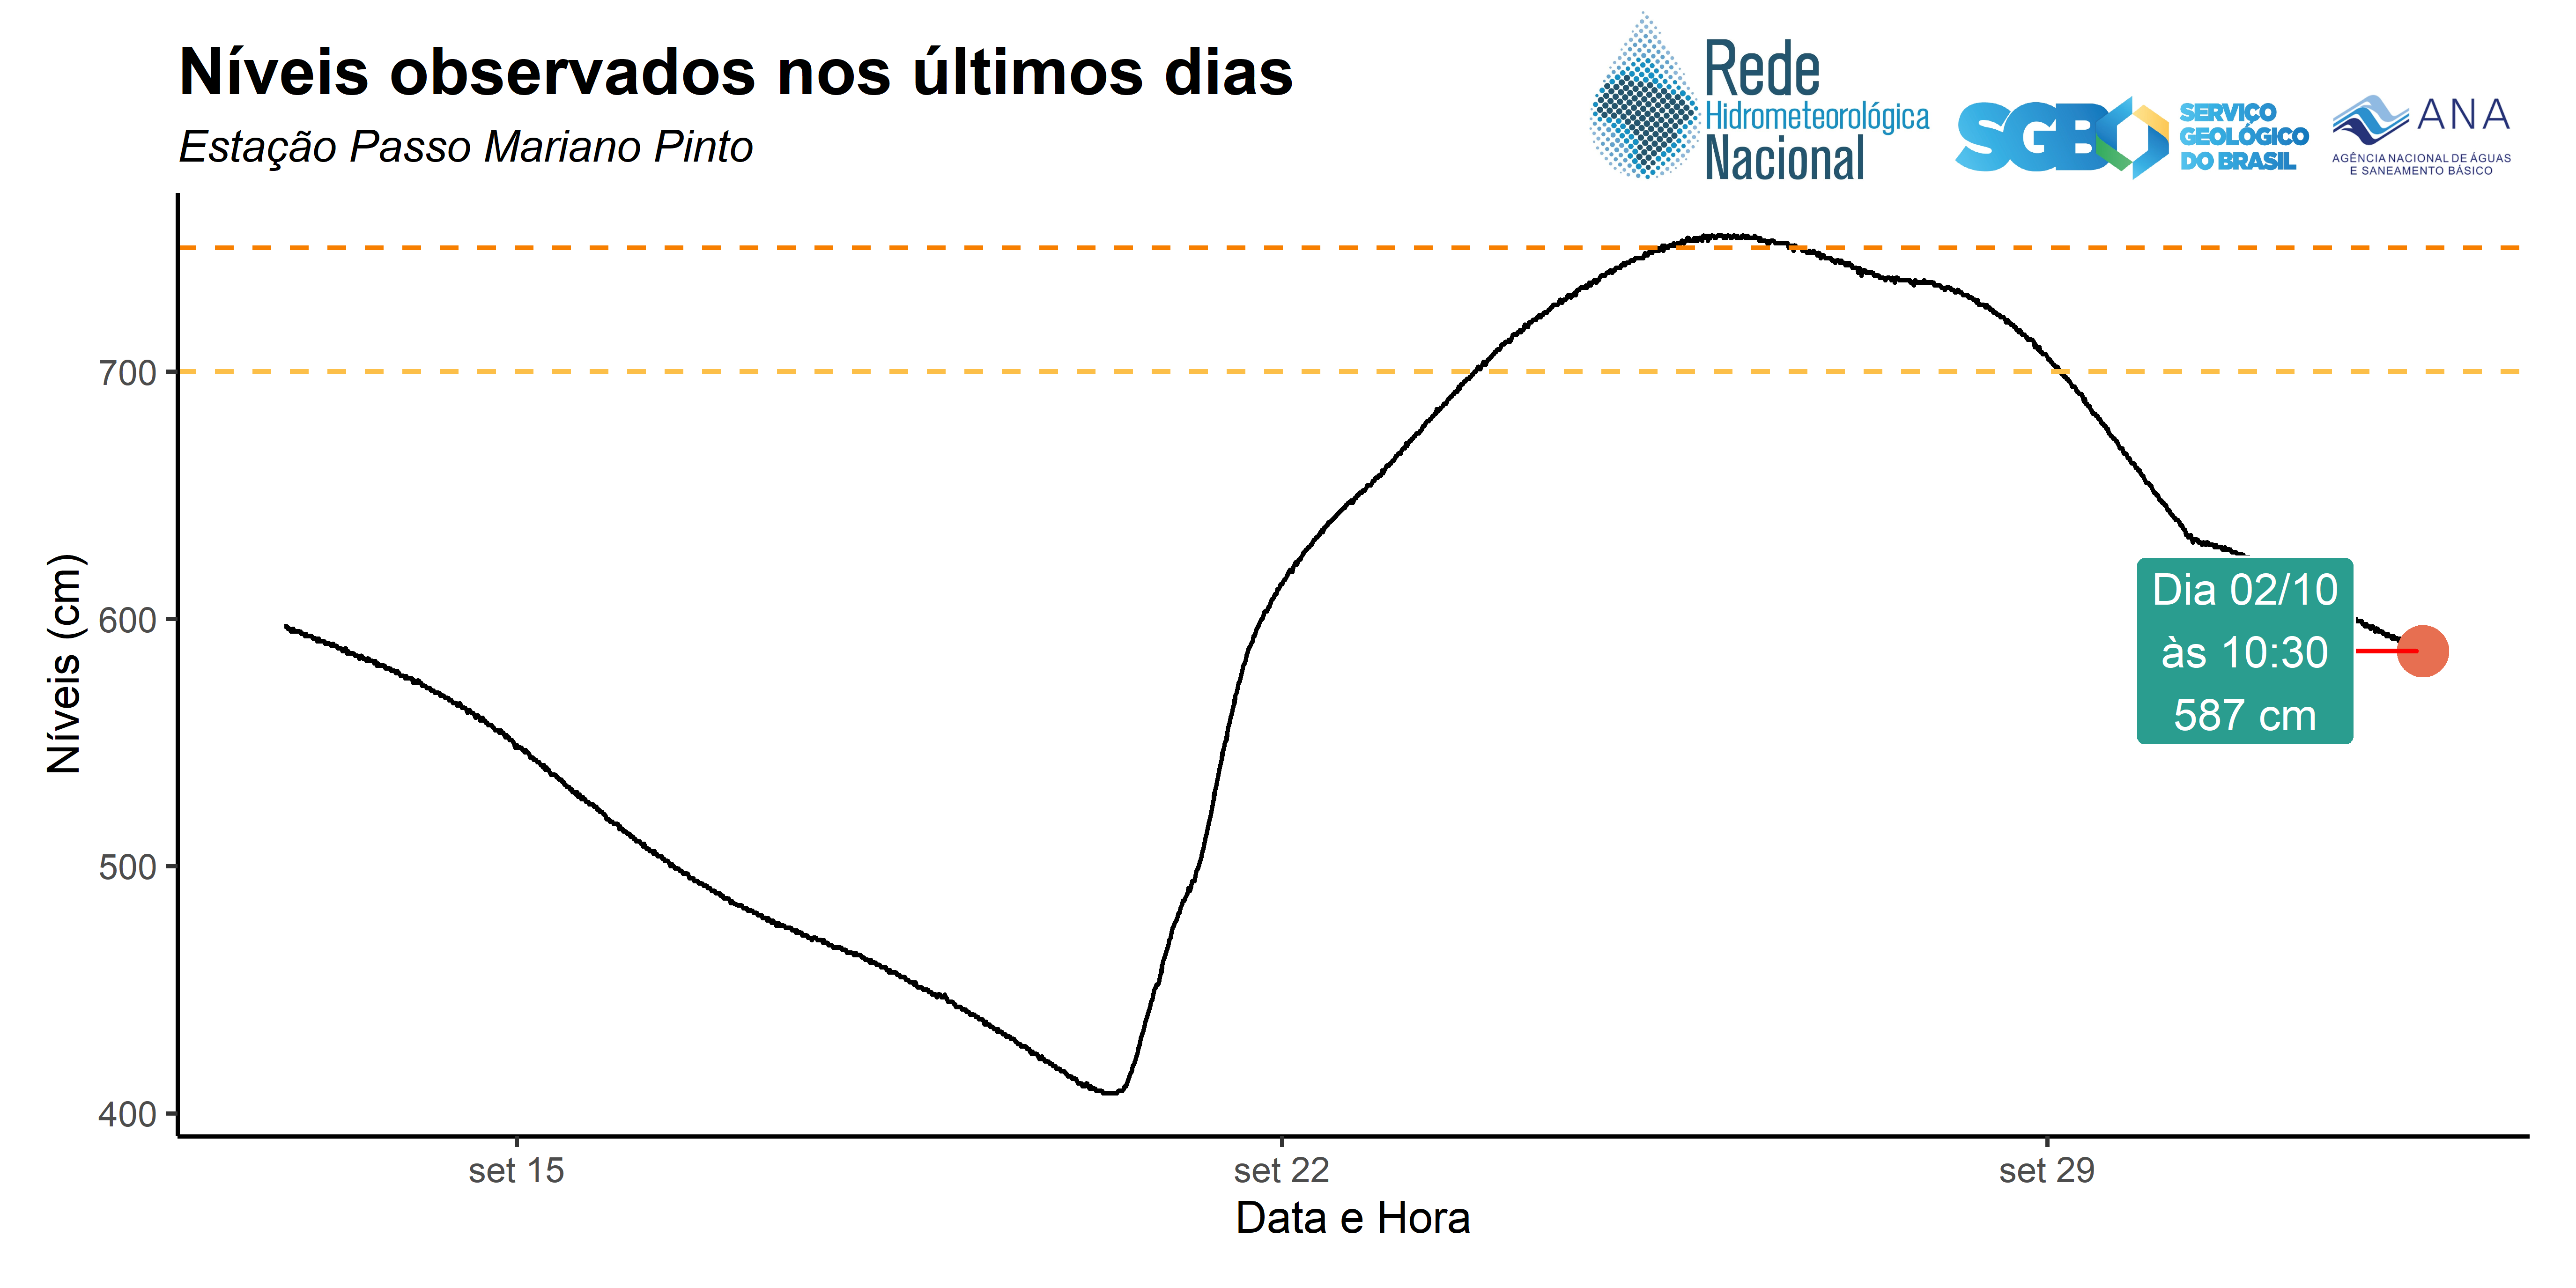 Níveis observados nos últimos dias
Estação Passo Mariano Pinto
Rede
Hidrometeorológica
Nacional
SGB
SERVIÇO
GEOLÓGICO
DO BRASIL
ANA
AGÊNCIA NACIONAL DE ÁGUAS
E SANEAMENTO BÁSICO
Níveis (cm)
700
600
500
400
Dia 02/10
às 10:30
587 cm
set 15
set 22
set 29
Data e Hora